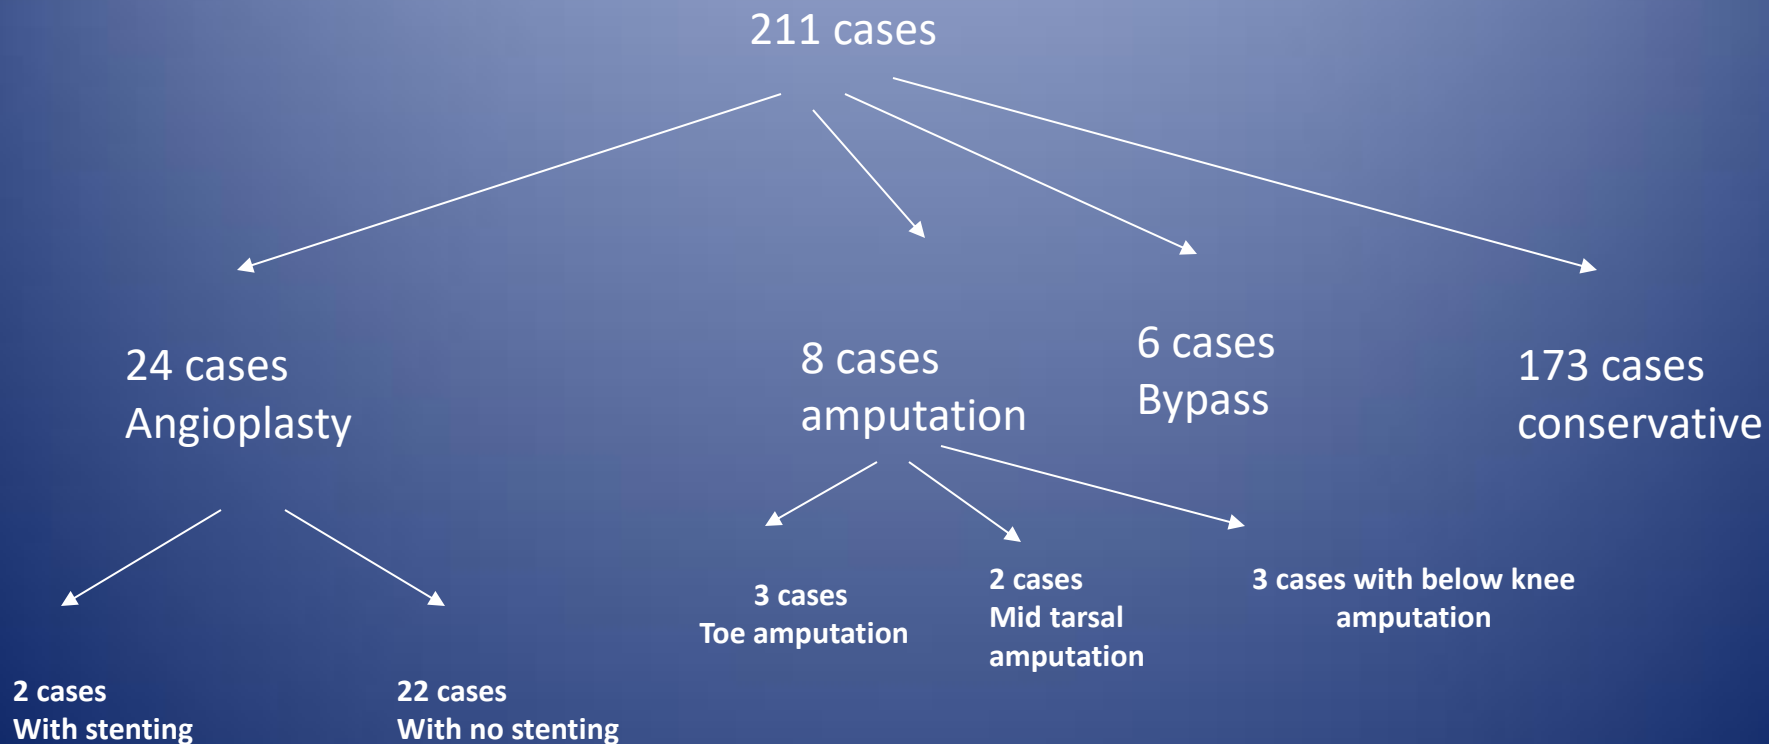 211 cases
24 cases
Angioplasty
8 cases
amputation
6 cases
Bypass
173 cases
conservative
2 cases
With stenting
22 cases
With no stenting
3 cases
Toe amputation
2 cases
Mid tarsal
amputation
3 cases with below knee
amputation